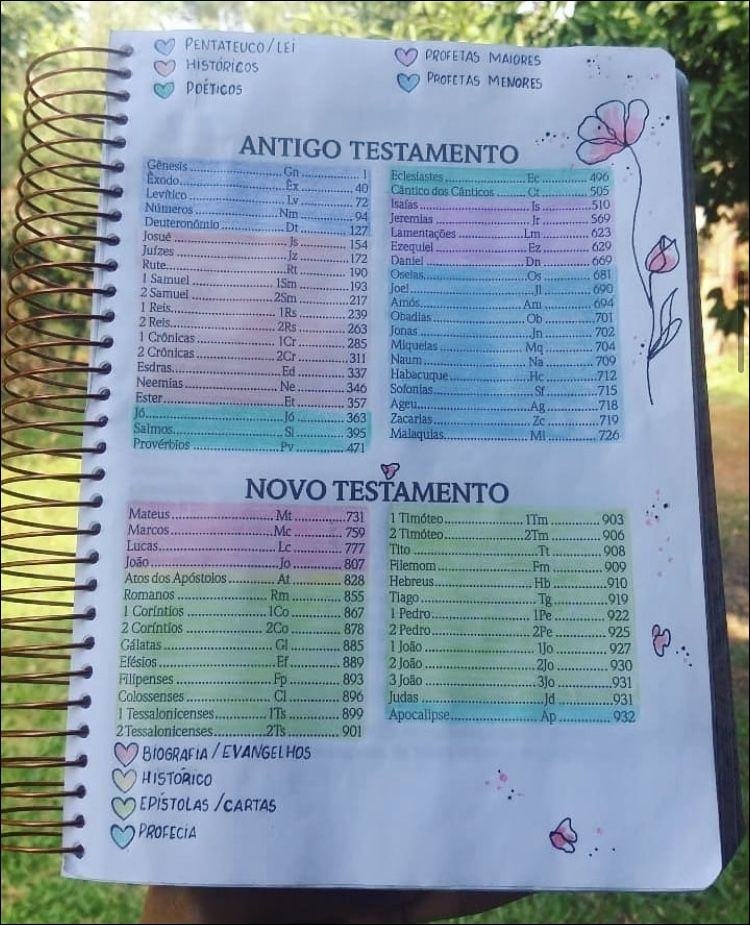 PENTATEUCO/LEI
HISTÓRICOS
POÉTICOS
PROFETAS MAIORES
PROFETAS MENORES
ANTIGO TESTAMENTO
Gênesis Gn 1
Êxodo Êx 40
Levítico Lv 72
Números Nm 94
Deuteronômio Dt 127
Josué Js 154
Juízes Jz 172
Rute Rt 190
1 Samuel 1Sm 193
2 Samuel 2Sm 217
1 Reis 1Rs 239
2 Reis 2Rs 263
1 Crônicas 1Cr 285
2 Crônicas 2Cr 311
Esdras Ed 337
Neemias Ne 346
Ester Et 357
Jó Jó 363
Salmos Sl 395
Provérbios Pv 471
Eclesiastes Ec 496
Cântico dos Cânticos Ct 505
Isaías Is 510
Jeremias Jr 569
Lamentações Lm 623
Ezequiel Ez 629
Daniel Dn 669
Oseias Os 681
Joel Jl 690
Amós Am 694
Obadias Ob 701
Jonas Jn 702
Miqueias Mq 704
Naum Na 709
Habacuque Hc 712
Sofonias Sf 715
Ageu Ag 718
Zacarias Zc 719
Malaquias Ml 726
NOVO TESTAMENTO
Mateus Mt 731
Marcos Mc 759
Lucas Lc 777
João Jo 807
Atos dos Apóstolos At 828
Romanos Rm 855
1 Coríntios 1Co 867
2 Coríntios 2Co 878
Gálatas Gl 885
Efésios Ef 889
Filipenses Fp 893
Colossenses Cl 896
1 Tessalonicenses 1Ts 899
2 Tessalonicenses 2Ts 901
1 Timóteo 1Tm 903
2 Timóteo 2Tm 906
Tito Tt 908
Filemom Fm 909
Hebreus Hb 910
Tiago Tg 919
1 Pedro 1Pe 922
2 Pedro 2Pe 925
1 João 1Jo 927
2 João 2Jo 930
3 João 3Jo 931
Judas Jd 931
Apocalipse Ap 932
BIOGRAFIA/EVANGELHOS
HISTÓRICO
EPÍSTOLAS/CARTAS
PROFECIA